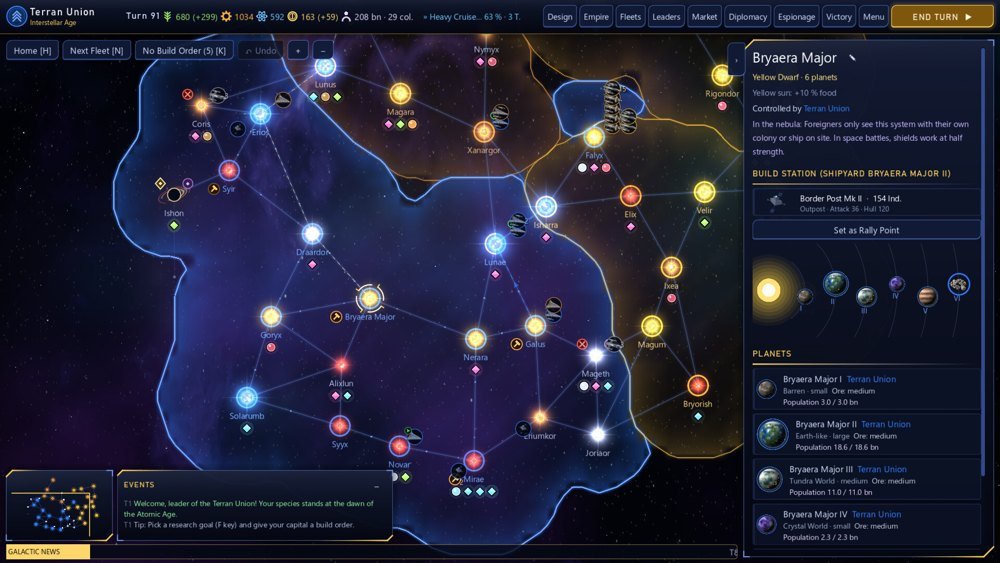 Terran Union
Interstellar Age
Turn 91
680 (+299)
1034
592
163 (+59)
208 bn · 29 col.
» Heavy Cruise... 63 % · 3 T.
Design
Empire
Fleets
Leaders
Market
Diplomacy
Espionage
Victory
Menu
END TURN ▶
Home [H]
Next Fleet [N]
No Build Order (5) [K]
Undo
+
−
Nymyx
Lunus
Magara
Rigondor
Coris
Erioj
Xanangor
Falyx
Syir
Ishon
Elix
Velir
Isharra
Draardor
Lunae
Ixea
Bryaera Major
Goryx
Nerara
Galus
Magum
Alixiun
Mageth
Solarumb
Bryorish
Syyx
Enumkor
Joriaor
Novar
Mirae
EVENTS
−
T1 Welcome, leader of the Terran Union! Your species stands at the dawn of
the Atomic Age.
T1 Tip: Pick a research goal (F key) and give your capital a build order.
GALACTIC NEWS
›
Bryaera Major
Yellow Dwarf · 6 planets
Yellow sun: +10 % food
Controlled by Terran Union
In the nebula: Foreigners only see this system with their own
colony or ship on site. In space battles, shields work at half
strength.
BUILD STATION (SHIPYARD BRYAERA MAJOR II)
Border Post Mk II · 154 Ind.
Outpost · Attack 36 · Hull 120
Set as Rally Point
I
II
III
IV
V
VI
PLANETS
Bryaera Major I Terran Union
Barren · small Ore: medium
Population 3.0 / 3.0 bn
Bryaera Major II Terran Union
Earth-like · large Ore: medium
Population 18.6 / 18.6 bn
Bryaera Major III Terran Union
Tundra World · medium Ore: medium
Population 11.0 / 11.0 bn
Bryaera Major IV Terran Union
Crystal World · small Ore: medium
Population 2.3 / 2.3 bn